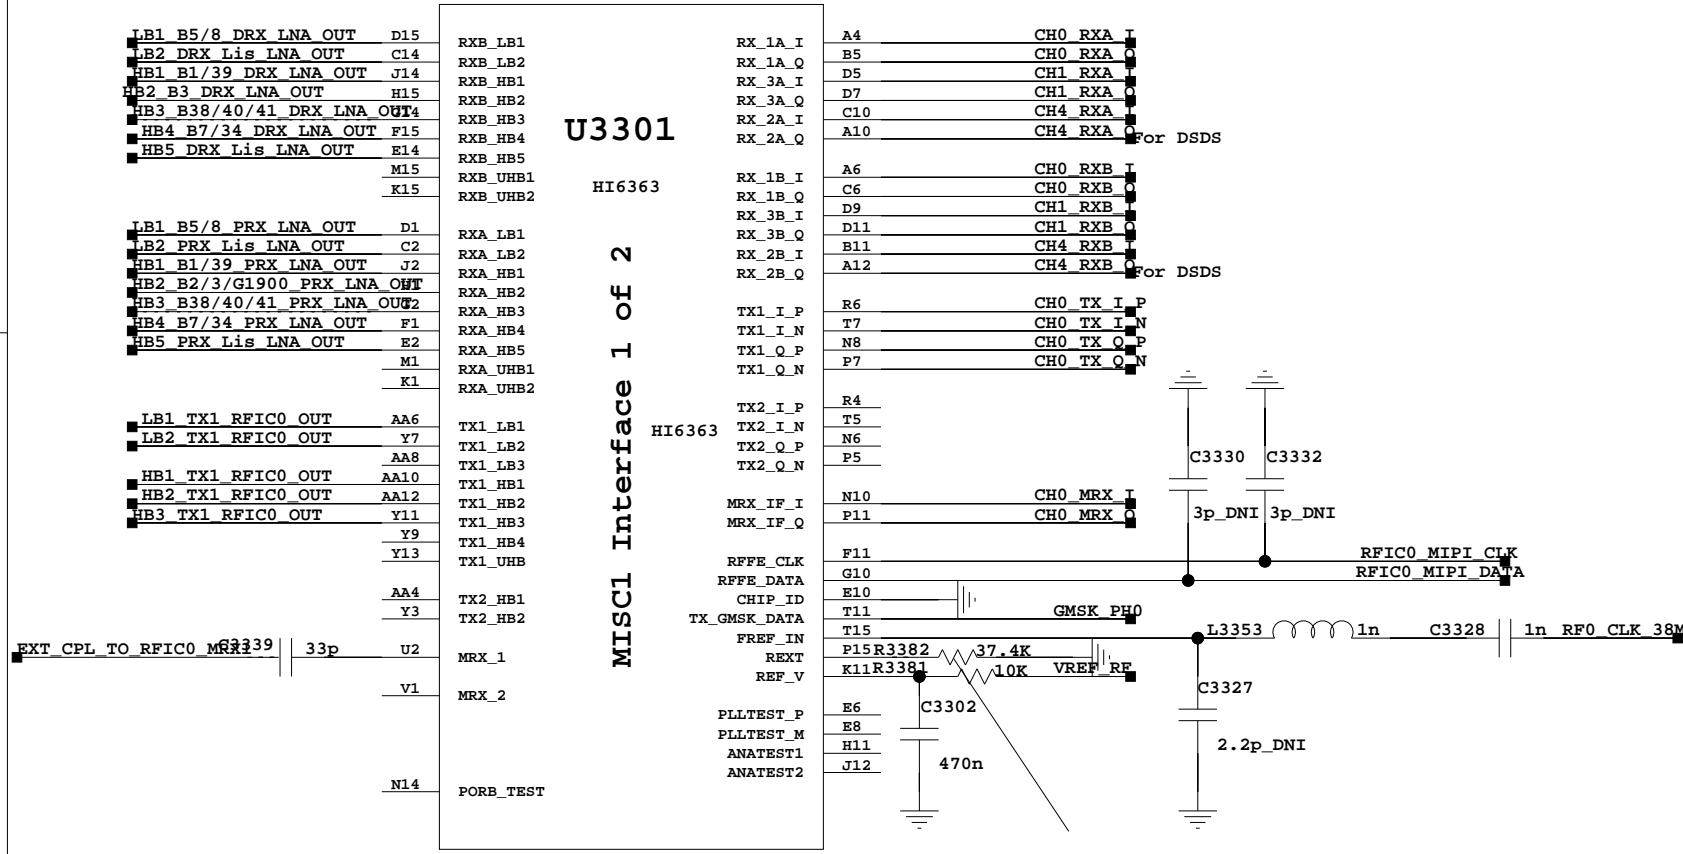 LB1_B5/8_DRX_LNA_OUT D15 RXB_LB1
LB2_DRX_Lis_LNA_OUT C14 RXB_LB2
HB1_B1/39_DRX_LNA_OUT J14 RXB_HB1
HB2_B3_DRX_LNA_OUT H15 RXB_HB2
HB3_B38/40/41_DRX_LNA_OUT RXB_HB3
HB4_B7/34_DRX_LNA_OUT F15 RXB_HB4
HB5_DRX_Lis_LNA_OUT E14 RXB_HB5
M15 RXB_UHB1
K15 RXB_UHB2
LB1_B5/8_PRX_LNA_OUT D1 RXA_LB1
LB2_PRX_Lis_LNA_OUT C2 RXA_LB2
HB1_B1/39_PRX_LNA_OUT J2 RXA_HB1
HB2_B2/3/G1900_PRX_LNA_OUT RXA_HB2
HB3_B38/40/41_PRX_LNA_OUT RXA_HB3
HB4_B7/34_PRX_LNA_OUT F1 RXA_HB4
HB5_PRX_Lis_LNA_OUT E2 RXA_HB5
M1 RXA_UHB1
K1 RXA_UHB2
LB1_TX1_RFIC0_OUT AA6 TX1_LB1
LB2_TX1_RFIC0_OUT Y7 TX1_LB2
AA8 TX1_LB3
HB1_TX1_RFIC0_OUT AA10 TX1_HB1
HB2_TX1_RFIC0_OUT AA12 TX1_HB2
HB3_TX1_RFIC0_OUT Y11 TX1_HB3
Y9 TX1_HB4
Y13 TX1_UHB
AA4 TX2_HB1
Y3 TX2_HB2
EXT_CPL_TO_RFIC0_MRX1 C3339 33p U2 MRX_1
V1 MRX_2
N14 PORB_TEST
U3301
HI6363
MISC1 Interface 1 of 2
HI6363
RX_1A_I A4 CH0_RXA_I
RX_1A_Q B5 CH0_RXA_Q
RX_3A_I D5 CH1_RXA_I
RX_3A_Q D7 CH1_RXA_Q
RX_2A_I C10 CH4_RXA_I
RX_2A_Q A10 CH4_RXA_Q For DSDS
RX_1B_I A6 CH0_RXB_I
RX_1B_Q C6 CH0_RXB_Q
RX_3B_I D9 CH1_RXB_I
RX_3B_Q D11 CH1_RXB_Q
RX_2B_I B11 CH4_RXB_I
RX_2B_Q A12 CH4_RXB_Q For DSDS
TX1_I_P R6 CH0_TX_I_P
TX1_I_N T7 CH0_TX_I_N
TX1_Q_P N8 CH0_TX_Q_P
TX1_Q_N P7 CH0_TX_Q_N
TX2_I_P R4
TX2_I_N T5
TX2_Q_P N6
TX2_Q_N P5
C3330 C3332
3p_DNI 3p_DNI
MRX_IF_I N10 CH0_MRX_I
MRX_IF_Q P11 CH0_MRX_Q
RFFE_CLK F11 RFIC0_MIPI_CLK
RFFE_DATA G10 RFIC0_MIPI_DATA
CHIP_ID E10
TX_GMSK_DATA T11 GMSK_PH0
FREF_IN T15 L3353 1n C3328 1n RF0_CLK_38M
REXT P15 R3382 37.4K
REF_V K11 R3381 10K VREF_RF
C3327
2.2p_DNI
C3302
470n
PLLTEST_P E6
PLLTEST_M E8
ANATEST1 H11
ANATEST2 J12